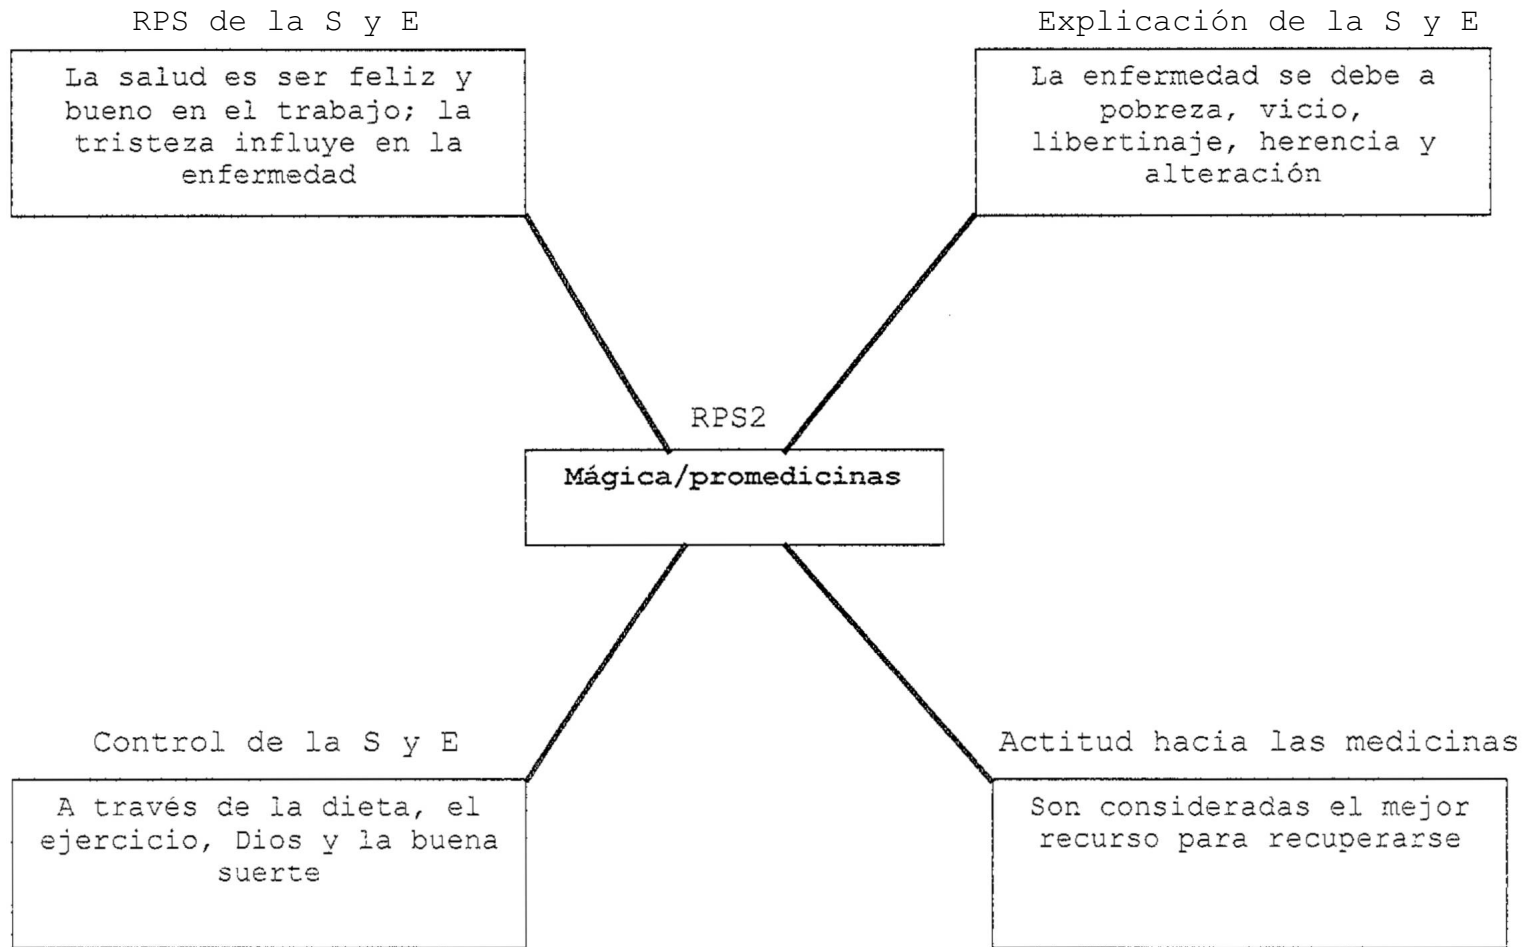 RPS de la S y E
La salud es ser feliz y
bueno en el trabajo; la
tristeza influye en la
enfermedad
Explicación de la S y E
La enfermedad se debe a
pobreza, vicio,
libertinaje, herencia y
alteración
RPS2
Mágica/promedicinas
Control de la S y E
A través de la dieta, el
ejercicio, Dios y la buena
suerte
Actitud hacia las medicinas
Son consideradas el mejor
recurso para recuperarse